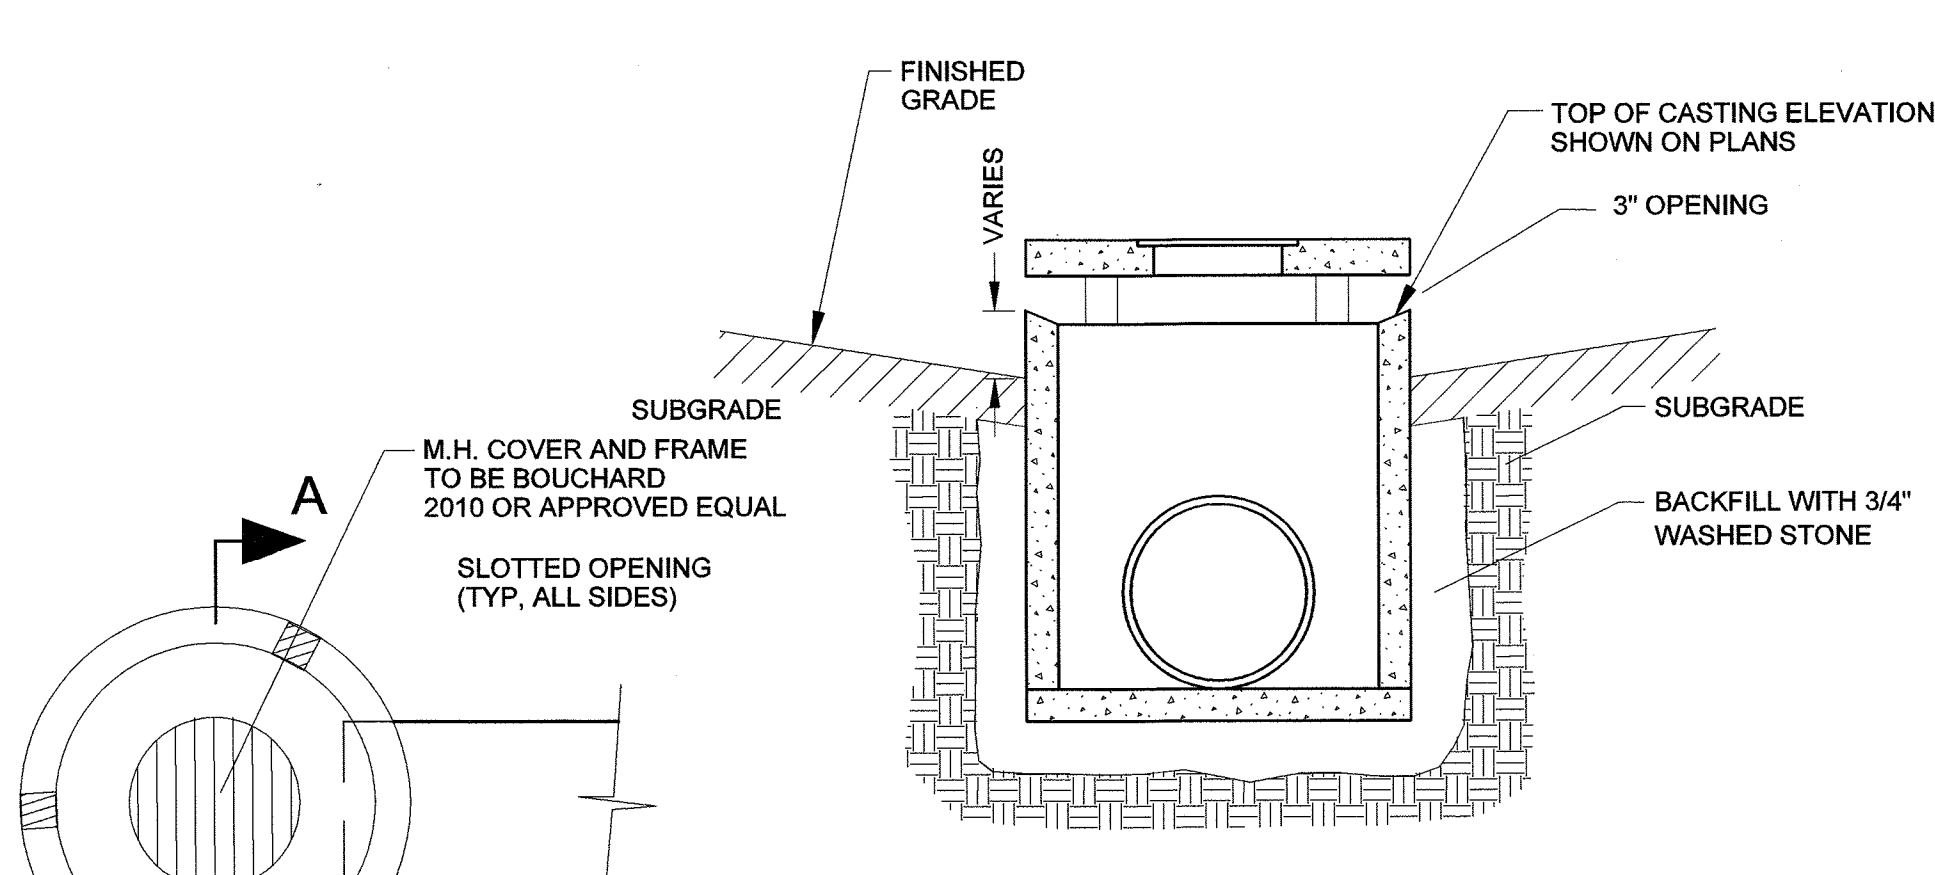 FINISHED
GRADE
TOP OF CASTING ELEVATION
SHOWN ON PLANS
VARIES
3" OPENING
SUBGRADE
SUBGRADE
M.H. COVER AND FRAME
TO BE BOUCHARD
2010 OR APPROVED EQUAL
A
BACKFILL WITH 3/4"
WASHED STONE
SLOTTED OPENING
(TYP, ALL SIDES)